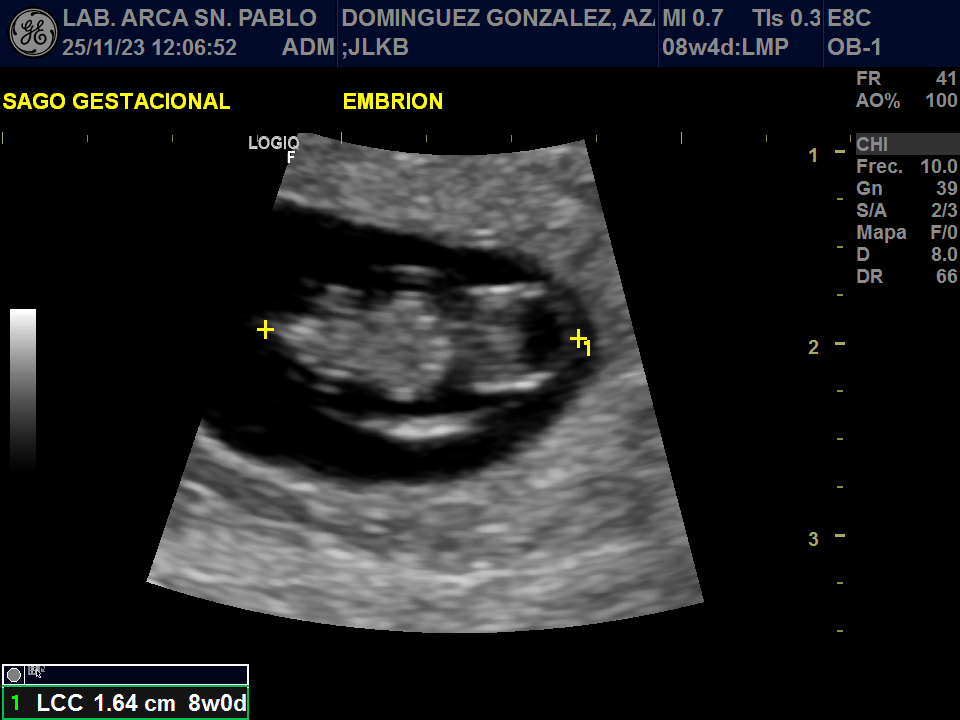 LAB. ARCA SN. PABLO
25/11/23 12:06:52 ADM
DOMINGUEZ GONZALEZ, AZ
;JLKB
MI 0.7 TIs 0.3
08w4d:LMP
E8C
OB-1
FR 41
AO% 100
SAGO GESTACIONAL EMBRION
LOGIQ
F
CHI
Frec. 10.0
Gn 39
S/A 2/3
Mapa F/0
D 8.0
DR 66
1
2
3
1
1 LCC 1.64 cm 8w0d